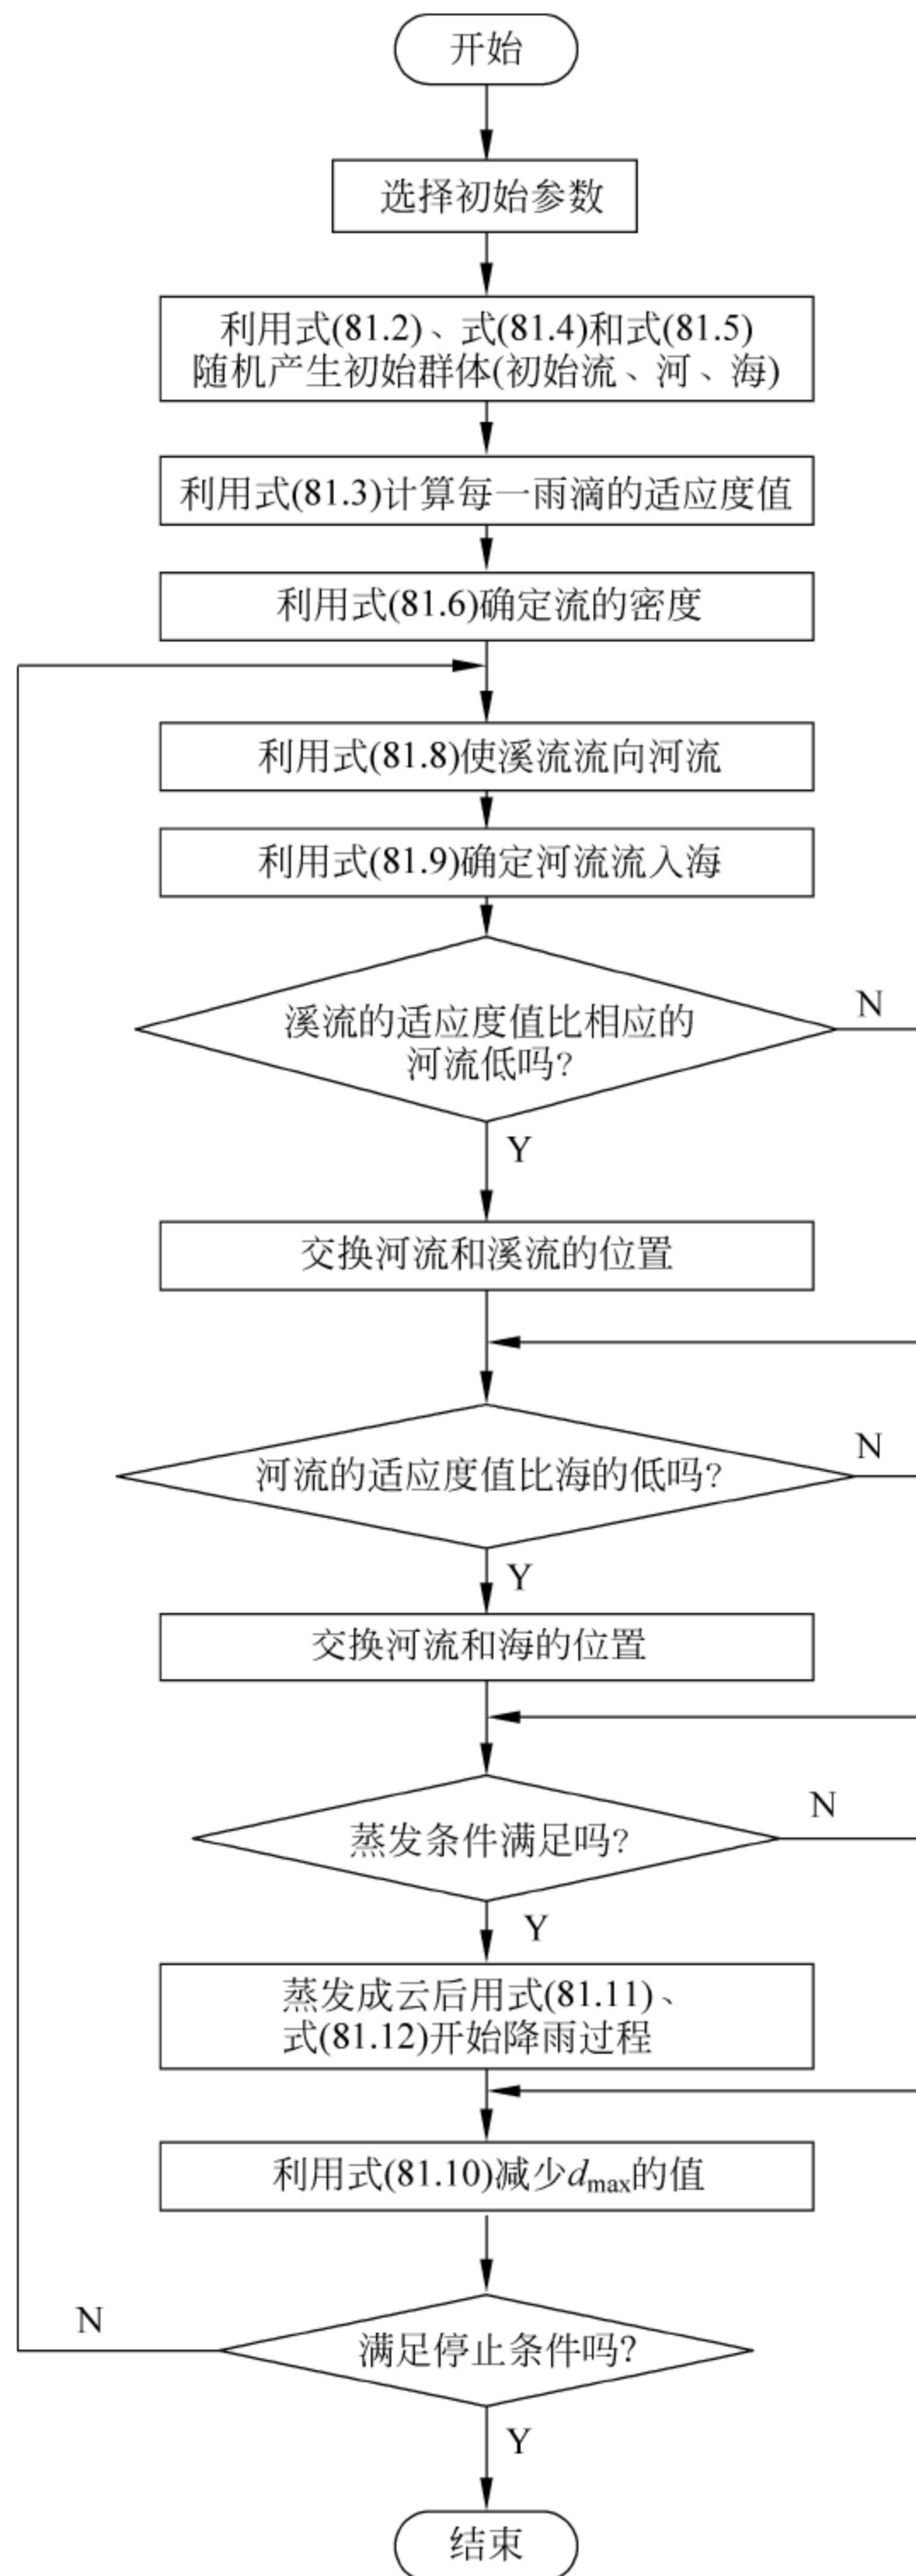 开始
选择初始参数
利用式(81.2)、式(81.4)和式(81.5)
随机产生初始群体(初始流、河、海)
利用式(81.3)计算每一雨滴的适应度值
利用式(81.6)确定流的密度
利用式(81.8)使溪流流向河流
利用式(81.9)确定河流流入海
溪流的适应度值比相应的
河流低吗?
N
Y
交换河流和溪流的位置
河流的适应度值比海的低吗?
N
Y
交换河流和海的位置
蒸发条件满足吗?
N
Y
蒸发成云后用式(81.11)、
式(81.12)开始降雨过程
利用式(81.10)减少dmax的值
满足停止条件吗?
N
Y
结束